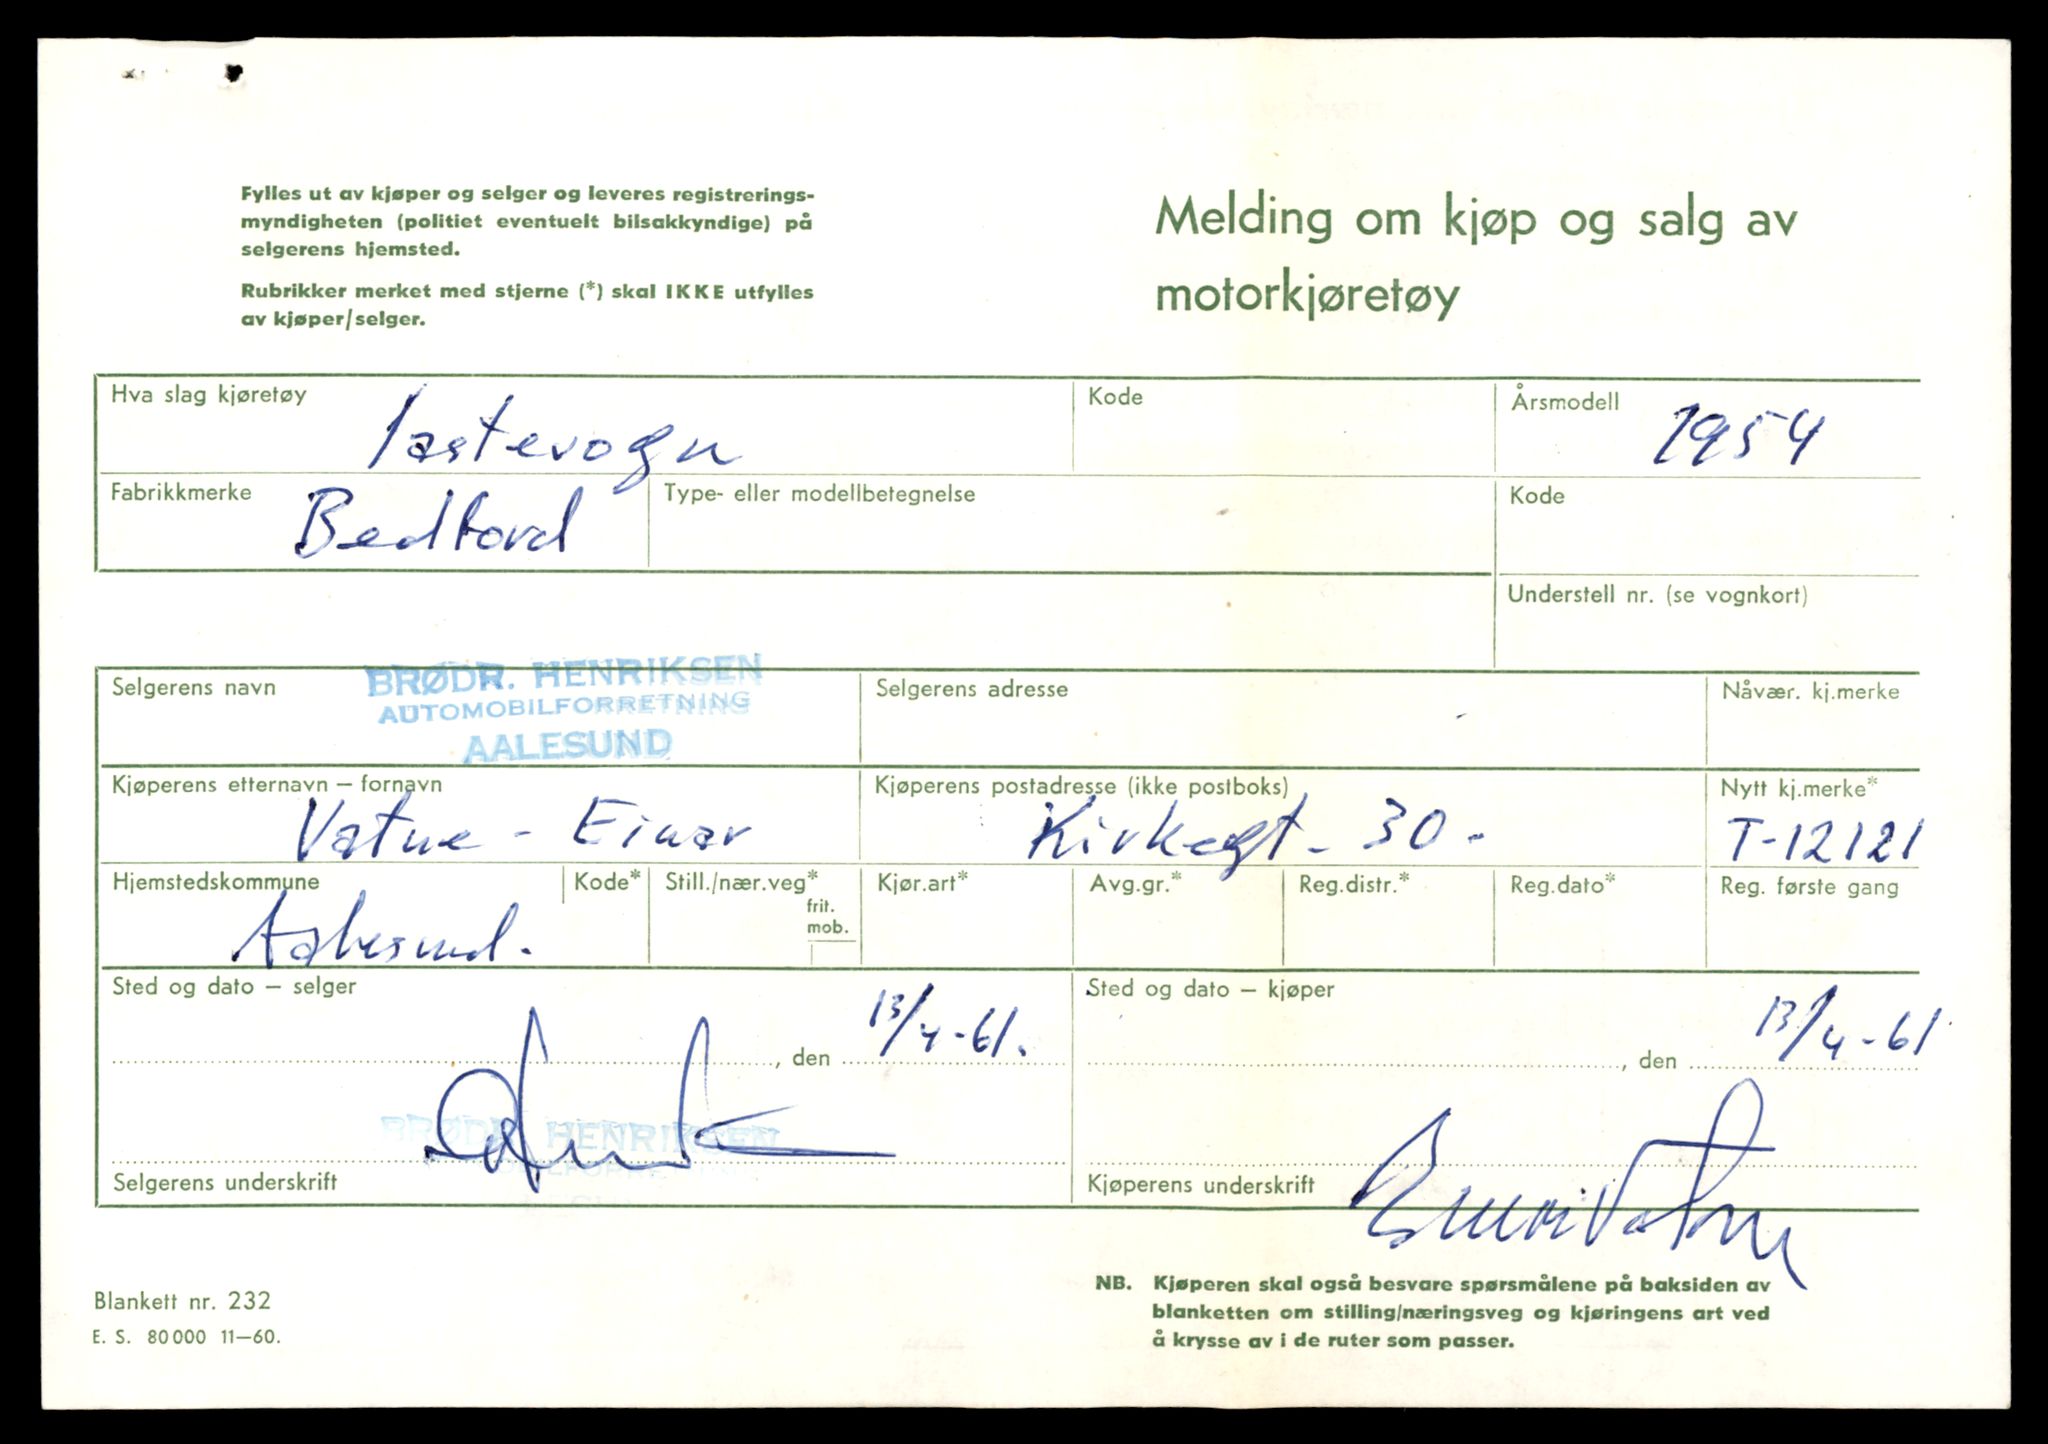 Fylles ut av kjøper og selger og leveres registrerings-
myndigheten (politiet eventuelt bilsakkyndige) på
selgerens hjemsted.
Rubrikker merket med stjerne (*) skal IKKE utfylles
av kjøper/selger.
Melding om kjøp og salg av
motorkjøretøy
Hva slag kjøretøy
lastevogn
Kode
Årsmodell
1954
Fabrikkmerke
Bedford
Type- eller modellbetegnelse
Kode
Understell nr. (se vognkort)
Selgerens navn
BRØDR. HENRIKSEN
AUTOMOBILFORRETNING
AALESUND
Selgerens adresse
Nåvær. kj.merke
Kjøperens etternavn – fornavn
Vatne - Einar
Kjøperens postadresse (ikke postboks)
Kirkegt - 30 -
Nytt kj.merke*
T-12121
Hjemstedskommune
Aalesund.
Kode*
Still./nær.veg*
frit.
mob.
Kjør.art*
Avg.gr.*
Reg.distr.*
Reg.dato*
Reg. første gang
Sted og dato – selger
, den 13/4-61.
Sted og dato – kjøper
, den 13/4-61
BRØDR. HENRIKSEN
Selgerens underskrift
Kjøperens underskrift
Einar Vatne
Blankett nr. 232
E. S. 80 000 11–60.
NB. Kjøperen skal også besvare spørsmålene på baksiden av
blanketten om stilling/næringsveg og kjøringens art ved
å krysse av i de ruter som passer.